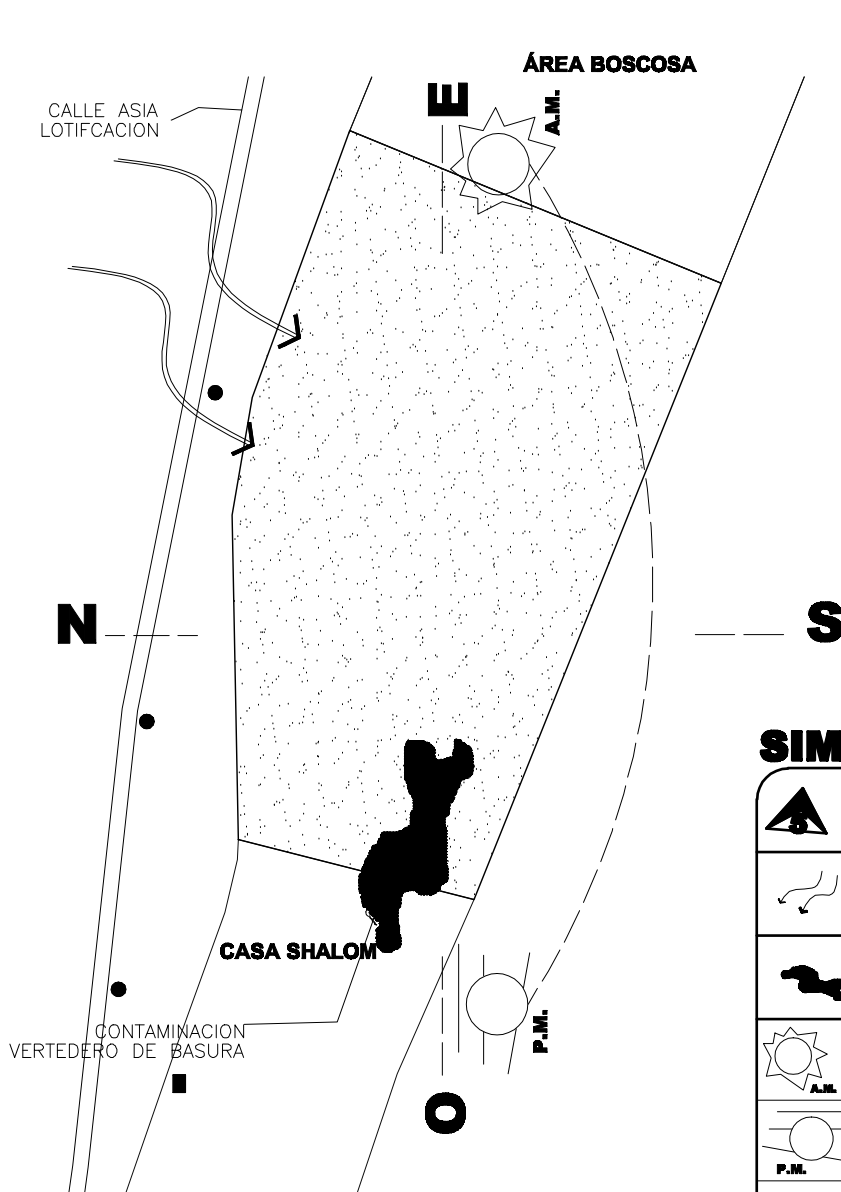 ÁREA BOSCOSA
E
A.M.
CALLE ASIA
LOTIFCACION
N
S
SIM
S
CASA SHALOM
CONTAMINACION
VERTEDERO DE BASURA
P.M.
O
A.M.
P.M.